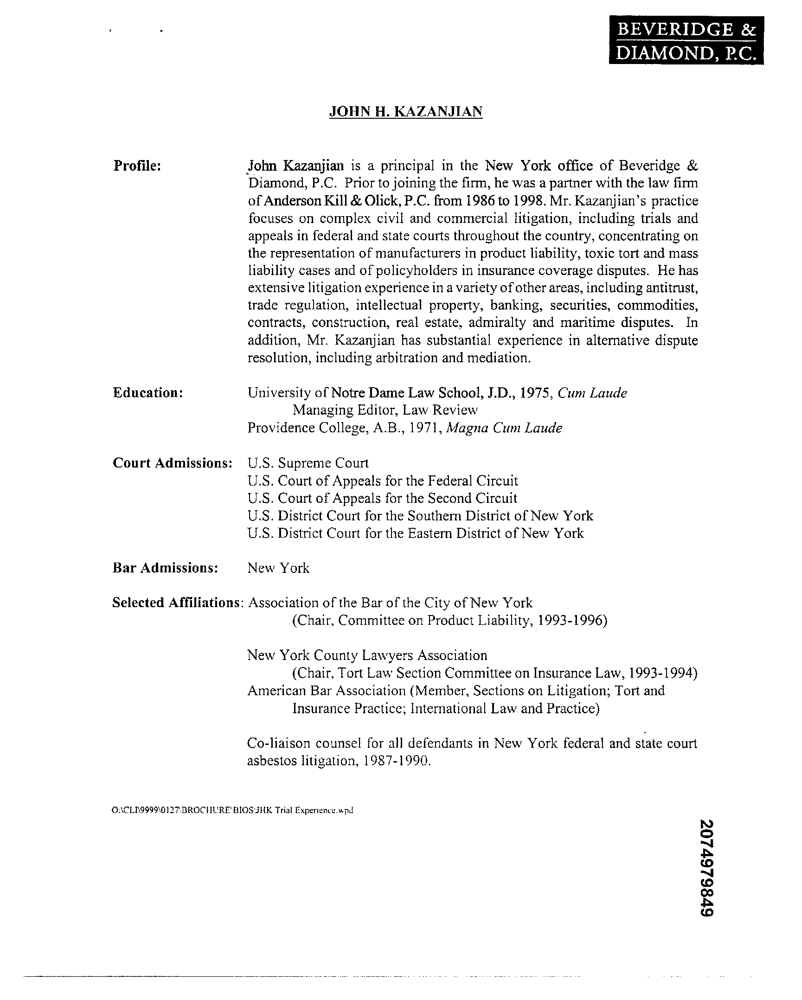 BEVERIDGE &
DIAMOND, P.C.
JOHN H. KAZANJIAN
Profile: John Kazanjian is a principal in the New York office of Beveridge &
Diamond, P.C. Prior to joining the firm, he was a partner with the law firm
of Anderson Kill & Olick, P.C. from 1986 to 1998. Mr. Kazanjian's practice
focuses on complex civil and commercial litigation, including trials and
appeals in federal and state courts throughout the country, concentrating on
the representation of manufacturers in product liability, toxic tort and mass
liability cases and of policyholders in insurance coverage disputes. He has
extensive litigation experience in a variety of other areas, including antitrust,
trade regulation, intellectual property, banking, securities, commodities,
contracts, construction, real estate, admiralty and maritime disputes. In
addition, Mr. Kazanjian has substantial experience in alternative dispute
resolution, including arbitration and mediation.
Education: University of Notre Dame Law School, J.D., 1975, Cum Laude
Managing Editor, Law Review
Providence College, A.B., 1971, Magna Cum Laude
Court Admissions: U.S. Supreme Court
U.S. Court of Appeals for the Federal Circuit
U.S. Court of Appeals for the Second Circuit
U.S. District Court for the Southern District of New York
U.S. District Court for the Eastern District of New York
Bar Admissions: New York
Selected Affiliations: Association of the Bar of the City of New York
(Chair, Committee on Product Liability, 1993-1996)
New York County Lawyers Association
(Chair, Tort Law Section Committee on Insurance Law, 1993-1994)
American Bar Association (Member, Sections on Litigation; Tort and
Insurance Practice; International Law and Practice)
Co-liaison counsel for all defendants in New York federal and state court
asbestos litigation, 1987-1990.
O:\CLI\9999\0127\BROCHURE\BIOS\JHK Trial Experience.wpd
2074979849